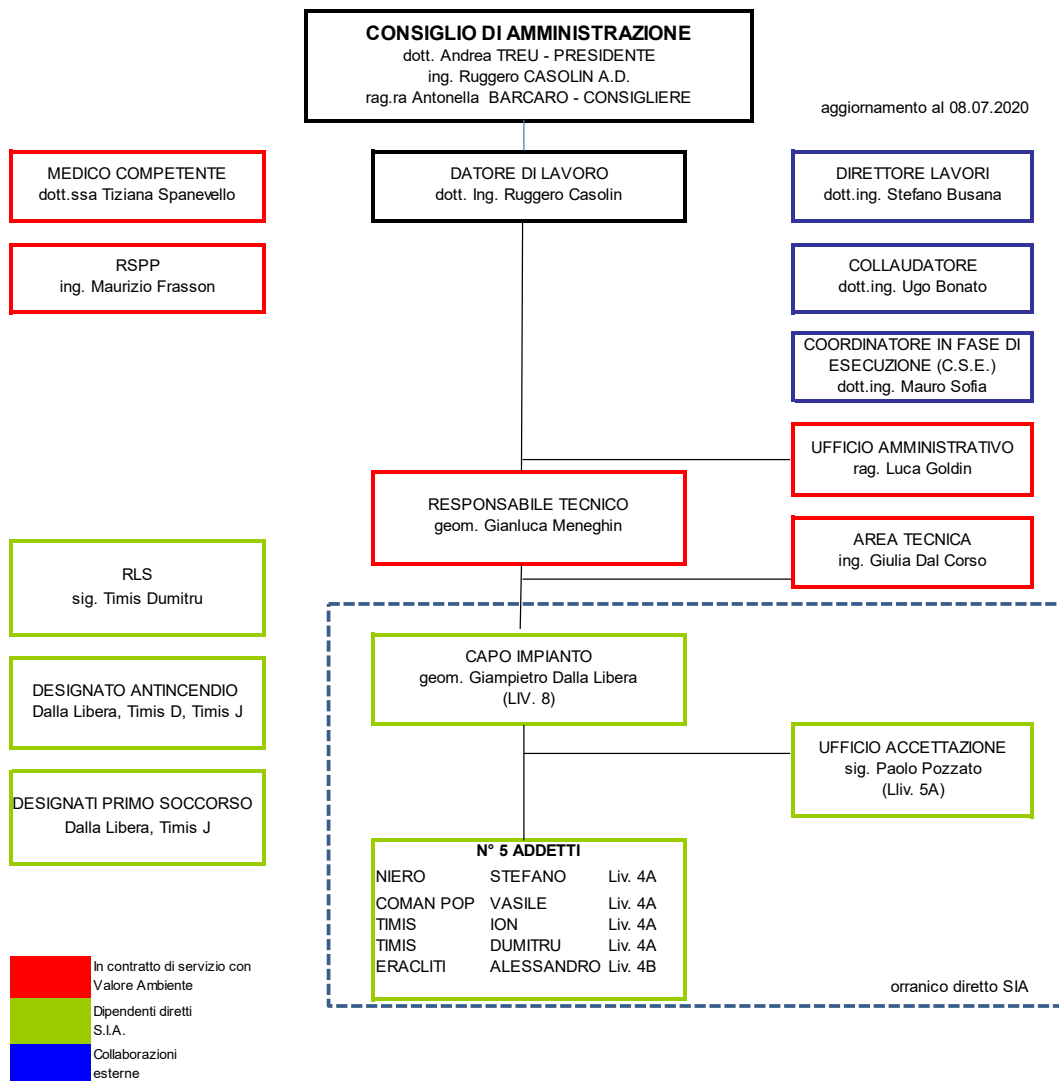 CONSIGLIO DI AMMINISTRAZIONE
dott. Andrea TREU - PRESIDENTE
ing. Ruggero CASOLIN A.D.
rag.ra Antonella BARCARO - CONSIGLIERE
aggiornamento al 08.07.2020
MEDICO COMPETENTE
dott.ssa Tiziana Spanevello
DATORE DI LAVORO
dott. Ing. Ruggero Casolin
DIRETTORE LAVORI
dott.ing. Stefano Busana
RSPP
ing. Maurizio Frasson
COLLAUDATORE
dott.ing. Ugo Bonato
COORDINATORE IN FASE DI
ESECUZIONE (C.S.E.)
dott.ing. Mauro Sofia
UFFICIO AMMINISTRATIVO
rag. Luca Goldin
RESPONSABILE TECNICO
geom. Gianluca Meneghin
AREA TECNICA
ing. Giulia Dal Corso
RLS
sig. Timis Dumitru
CAPO IMPIANTO
geom. Giampietro Dalla Libera
(LIV. 8)
DESIGNATO ANTINCENDIO
Dalla Libera, Timis D, Timis J
UFFICIO ACCETTAZIONE
sig. Paolo Pozzato
(Lliv. 5A)
DESIGNATI PRIMO SOCCORSO
Dalla Libera, Timis J
N° 5 ADDETTI
NIERO STEFANO Liv. 4A
COMAN POP VASILE Liv. 4A
TIMIS ION Liv. 4A
TIMIS DUMITRU Liv. 4A
ERACLITI ALESSANDRO Liv. 4B
orranico diretto SIA
In contratto di servizio con
Valore Ambiente
Dipendenti diretti
S.I.A.
Collaborazioni
esterne